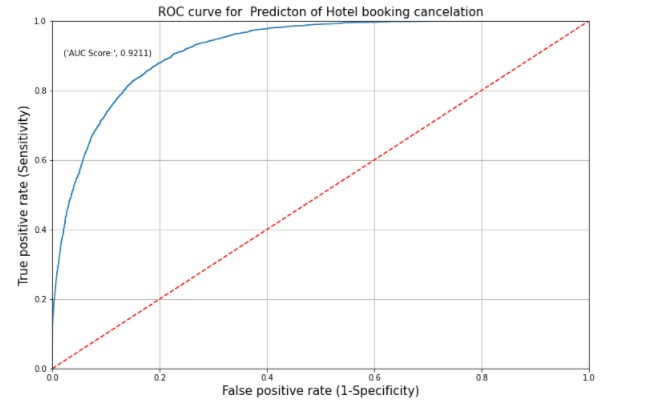 ROC curve for  Predicton of Hotel booking cancelation
('AUC Score:', 0.9211)
True positive rate (Sensitivity)
1.0
0.8
0.6
0.4
0.2
0.0
0.0 0.2 0.4 0.6 0.8 1.0
False positive rate (1-Specificity)